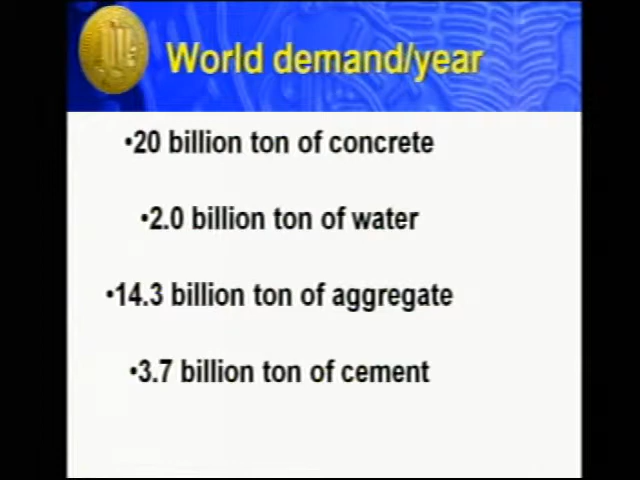 World demand/year
•20 billion ton of concrete
•2.0 billion ton of water
•14.3 billion ton of aggregate
•3.7 billion ton of cement